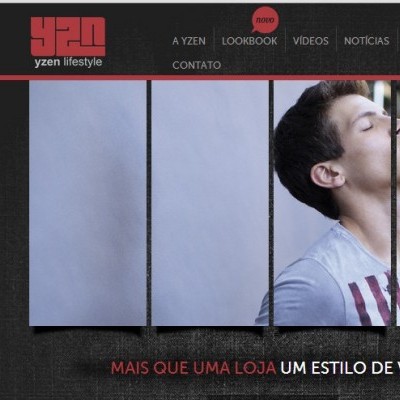 yzn
yzen lifestyle
novo
A YZEN LOOKBOOK VÍDEOS NOTÍCIAS
CONTATO
MAIS QUE UMA LOJA UM ESTILO DE